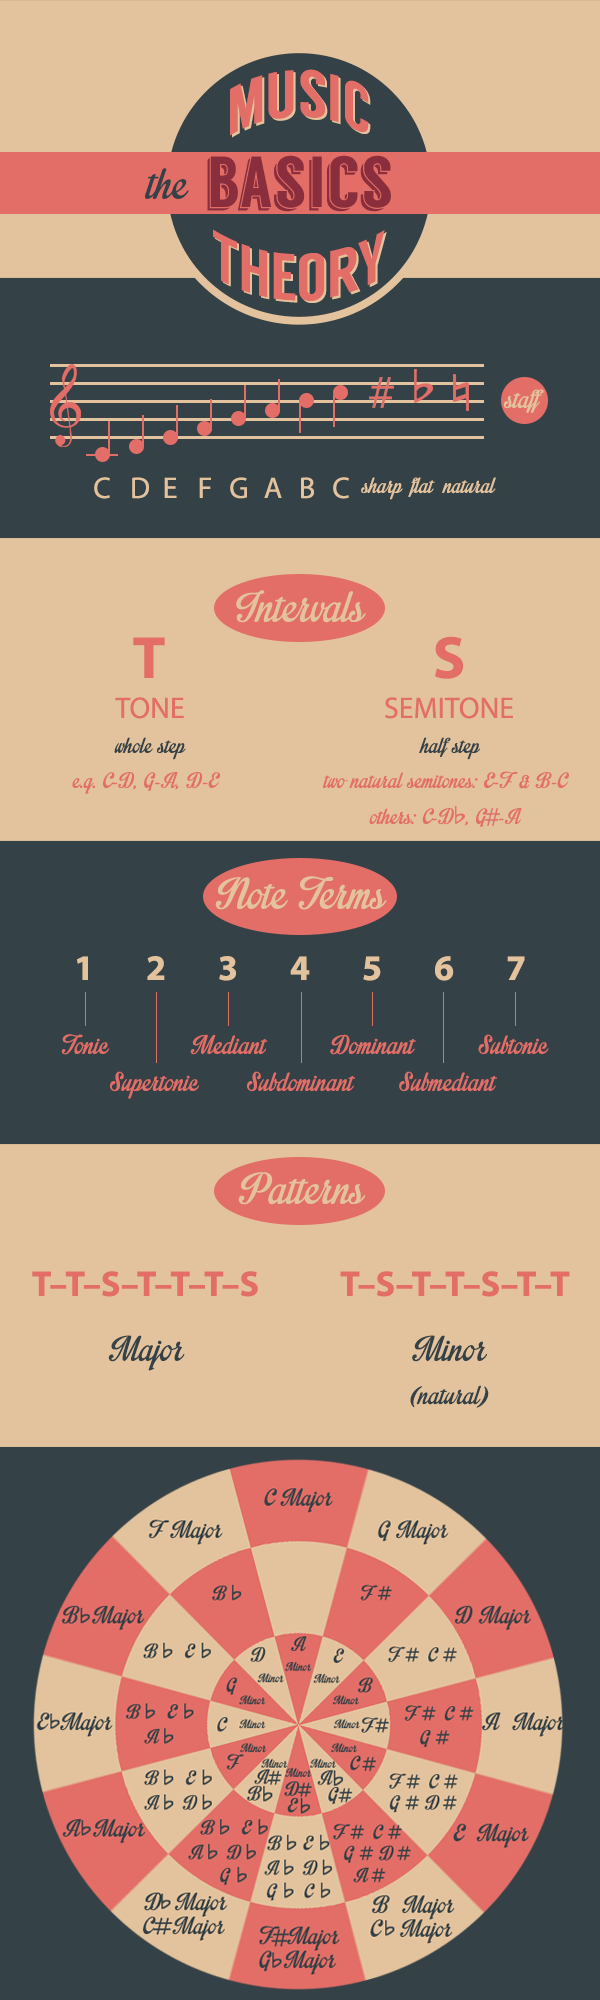 MUSIC
the BASICS
THEORY
staff
C D E F G A B C sharp flat natural
Intervals
T
TONE
whole step
e.g. C-D, G-A, D-E
S
SEMITONE
half step
two natural semitones: E-F & B-C
others: C-D♭, G#-A
Note Terms
1 2 3 4 5 6 7
Tonic Mediant Dominant Subtonic
Supertonic Subdominant Submediant
Patterns
T–T–S–T–T–T–S
Major
T–S–T–T–S–T–T
Minor
(natural)
C Major
G Major
D Major
A Major
E Major
B Major
C♭ Major
F#Major
G♭Major
D♭ Major
C#Major
A♭Major
E♭Major
B♭Major
F Major
F#
F# C#
F# C#
G#
F# C#
G# D#
F# C#
G# D#
A#
B♭ E♭
A♭ D♭
G♭ C♭
B♭ E♭
A♭ D♭
G♭
B♭ E♭
A♭ D♭
B♭ E♭
A♭
B♭ E♭
B♭
A
Minor
E
Minor
B
Minor
Minor F#
Minor
C#
Minor
A♭
G#
Minor
D#
E♭
Minor
A#
B♭
Minor
F
C Minor
G
Minor
D
Minor